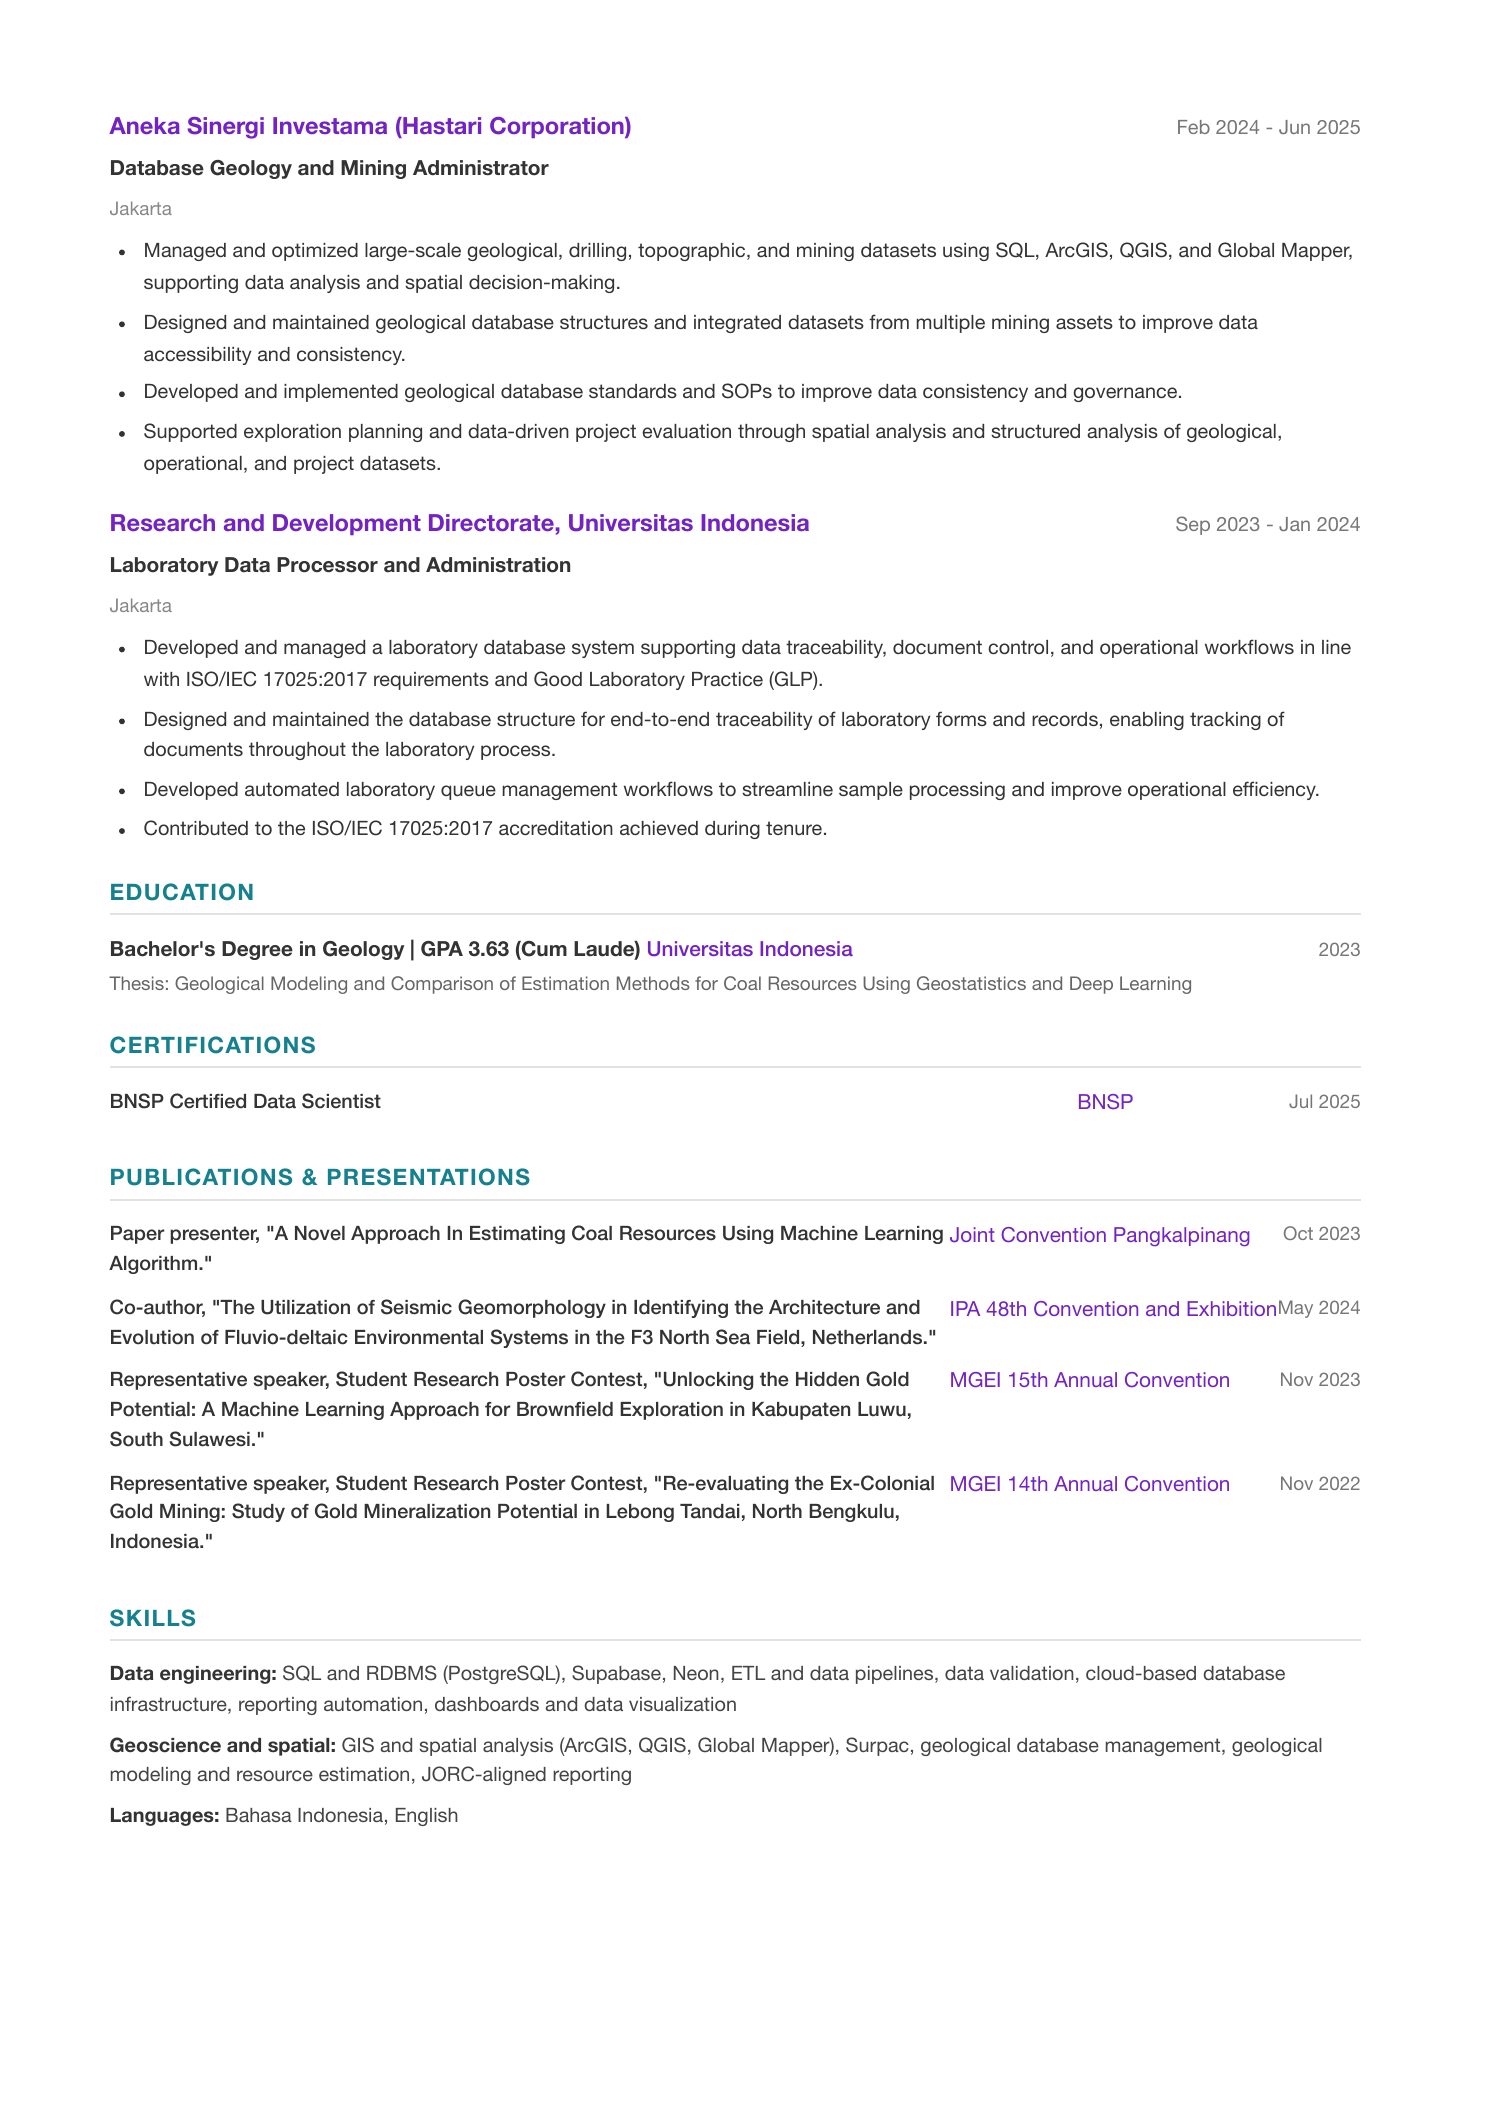 Aneka Sinergi Investama (Hastari Corporation) Feb 2024 - Jun 2025
Database Geology and Mining Administrator
Jakarta
• Managed and optimized large-scale geological, drilling, topographic, and mining datasets using SQL, ArcGIS, QGIS, and Global Mapper,
supporting data analysis and spatial decision-making.
• Designed and maintained geological database structures and integrated datasets from multiple mining assets to improve data
accessibility and consistency.
• Developed and implemented geological database standards and SOPs to improve data consistency and governance.
• Supported exploration planning and data-driven project evaluation through spatial analysis and structured analysis of geological,
operational, and project datasets.
Research and Development Directorate, Universitas Indonesia Sep 2023 - Jan 2024
Laboratory Data Processor and Administration
Jakarta
• Developed and managed a laboratory database system supporting data traceability, document control, and operational workflows in line
with ISO/IEC 17025:2017 requirements and Good Laboratory Practice (GLP).
• Designed and maintained the database structure for end-to-end traceability of laboratory forms and records, enabling tracking of
documents throughout the laboratory process.
• Developed automated laboratory queue management workflows to streamline sample processing and improve operational efficiency.
• Contributed to the ISO/IEC 17025:2017 accreditation achieved during tenure.
EDUCATION
Bachelor's Degree in Geology | GPA 3.63 (Cum Laude) Universitas Indonesia 2023
Thesis: Geological Modeling and Comparison of Estimation Methods for Coal Resources Using Geostatistics and Deep Learning
CERTIFICATIONS
BNSP Certified Data Scientist BNSP Jul 2025
PUBLICATIONS & PRESENTATIONS
Paper presenter, "A Novel Approach In Estimating Coal Resources Using Machine Learning Joint Convention Pangkalpinang Oct 2023
Algorithm."
Co-author, "The Utilization of Seismic Geomorphology in Identifying the Architecture and IPA 48th Convention and Exhibition May 2024
Evolution of Fluvio-deltaic Environmental Systems in the F3 North Sea Field, Netherlands."
Representative speaker, Student Research Poster Contest, "Unlocking the Hidden Gold MGEI 15th Annual Convention Nov 2023
Potential: A Machine Learning Approach for Brownfield Exploration in Kabupaten Luwu,
South Sulawesi."
Representative speaker, Student Research Poster Contest, "Re-evaluating the Ex-Colonial MGEI 14th Annual Convention Nov 2022
Gold Mining: Study of Gold Mineralization Potential in Lebong Tandai, North Bengkulu,
Indonesia."
SKILLS
Data engineering: SQL and RDBMS (PostgreSQL), Supabase, Neon, ETL and data pipelines, data validation, cloud-based database
infrastructure, reporting automation, dashboards and data visualization
Geoscience and spatial: GIS and spatial analysis (ArcGIS, QGIS, Global Mapper), Surpac, geological database management, geological
modeling and resource estimation, JORC-aligned reporting
Languages: Bahasa Indonesia, English